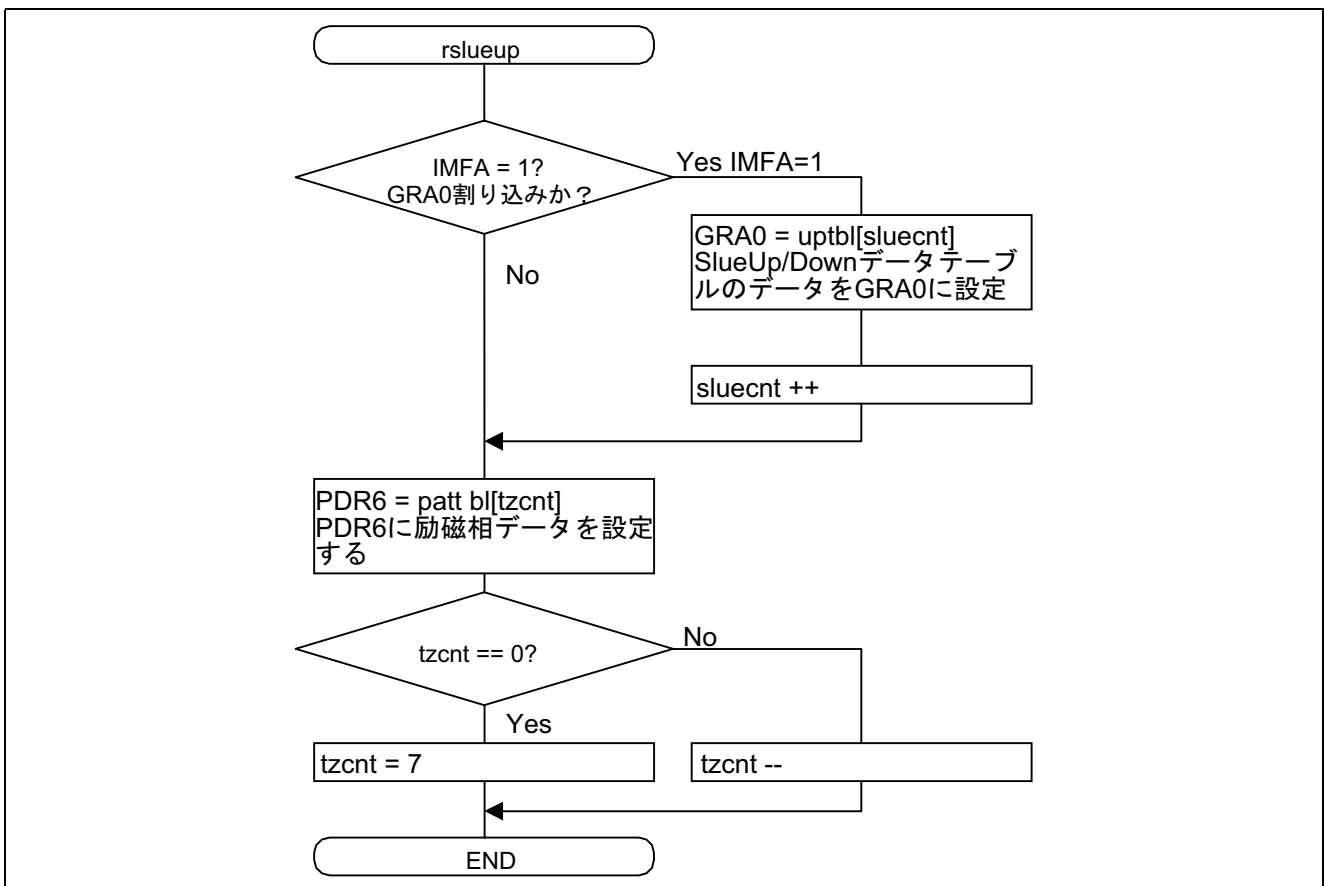 rslueup
IMFA = 1?
GRA0割り込みか？
Yes IMFA=1
No
GRA0 = uptbl[sluecnt]
SlueUp/Downデータテーブ
ルのデータをGRA0に設定
sluecnt ++
PDR6 = patt bl[tzcnt]
PDR6に励磁相データを設定
する
tzcnt == 0?
No
Yes
tzcnt = 7
tzcnt --
END